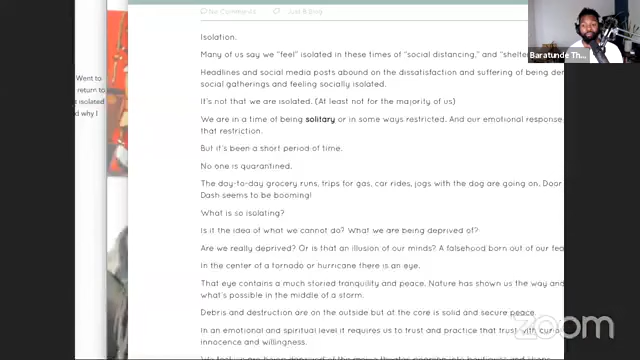 No Comments Just Being
Isolation.
Many of us say we "feel" isolated in these times of "social distancing," and
Headlines and social media posts abound on the dissatisfaction and suffering of being
social gatherings and feeling socially isolated.
It's not that we are isolated. (At least not for the majority of us)
We are in a time of being solitary or in some ways restricted. And our emotional response
that restriction.
But it's been a short period of time.
No one is quarantined.
The day-to-day grocery runs, trips for gas, car rides, jogs with the dog are going on. Door
Dash seems to be booming!
What is so isolating?
Is it the idea of what we cannot do? What we are being deprived of?
Are we really deprived? Or is that an illusion of our minds? A falsehood born out of our
In the center of a tornado or hurricane there is an eye.
That eye contains a much storied tranquility and peace. Nature has shown us the way and
what's possible in the middle of a storm.
Debris and destruction are on the outside but at the core is solid and secure peace.
In an emotional and spiritual level it requires us to trust and practice that trust with
innocence and willingness.
Went to
return to
isolated
d why I
Baratunde Th...
zoom